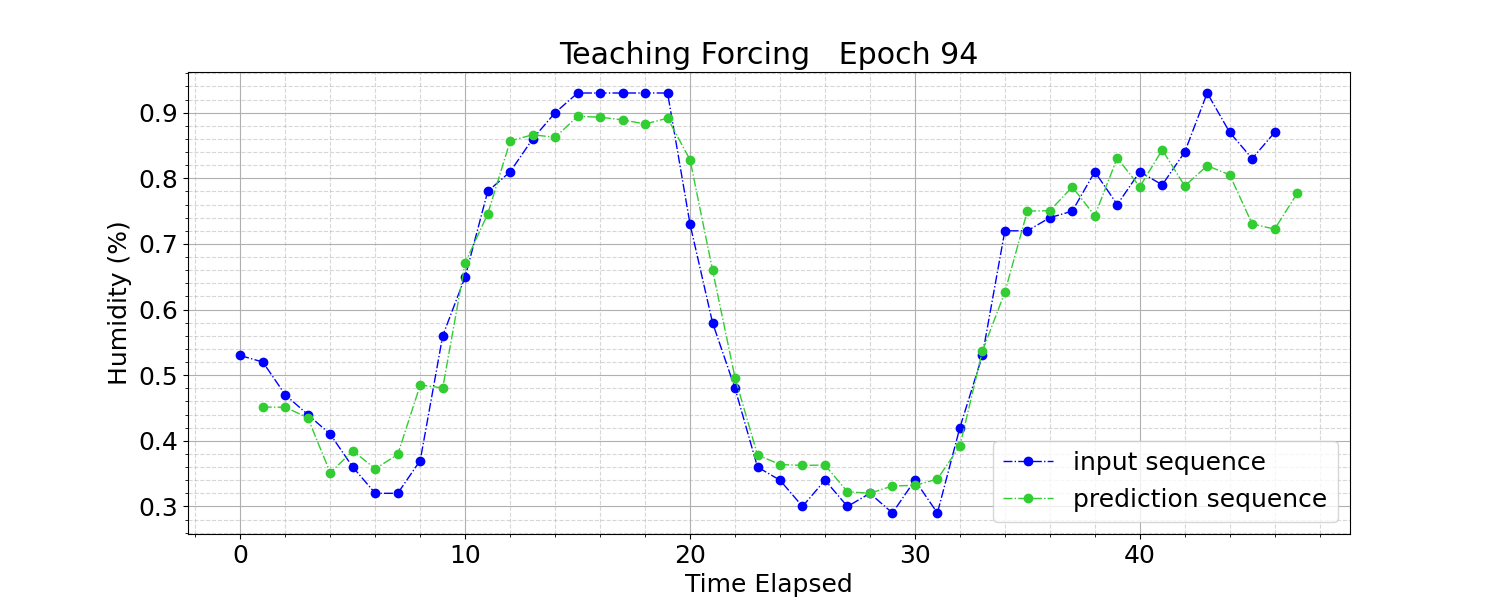 Teaching Forcing   Epoch 94
Humidity (%)
0.9
0.8
0.7
0.6
0.5
0.4
0.3
input sequence
prediction sequence
0 10 20 30 40
Time Elapsed